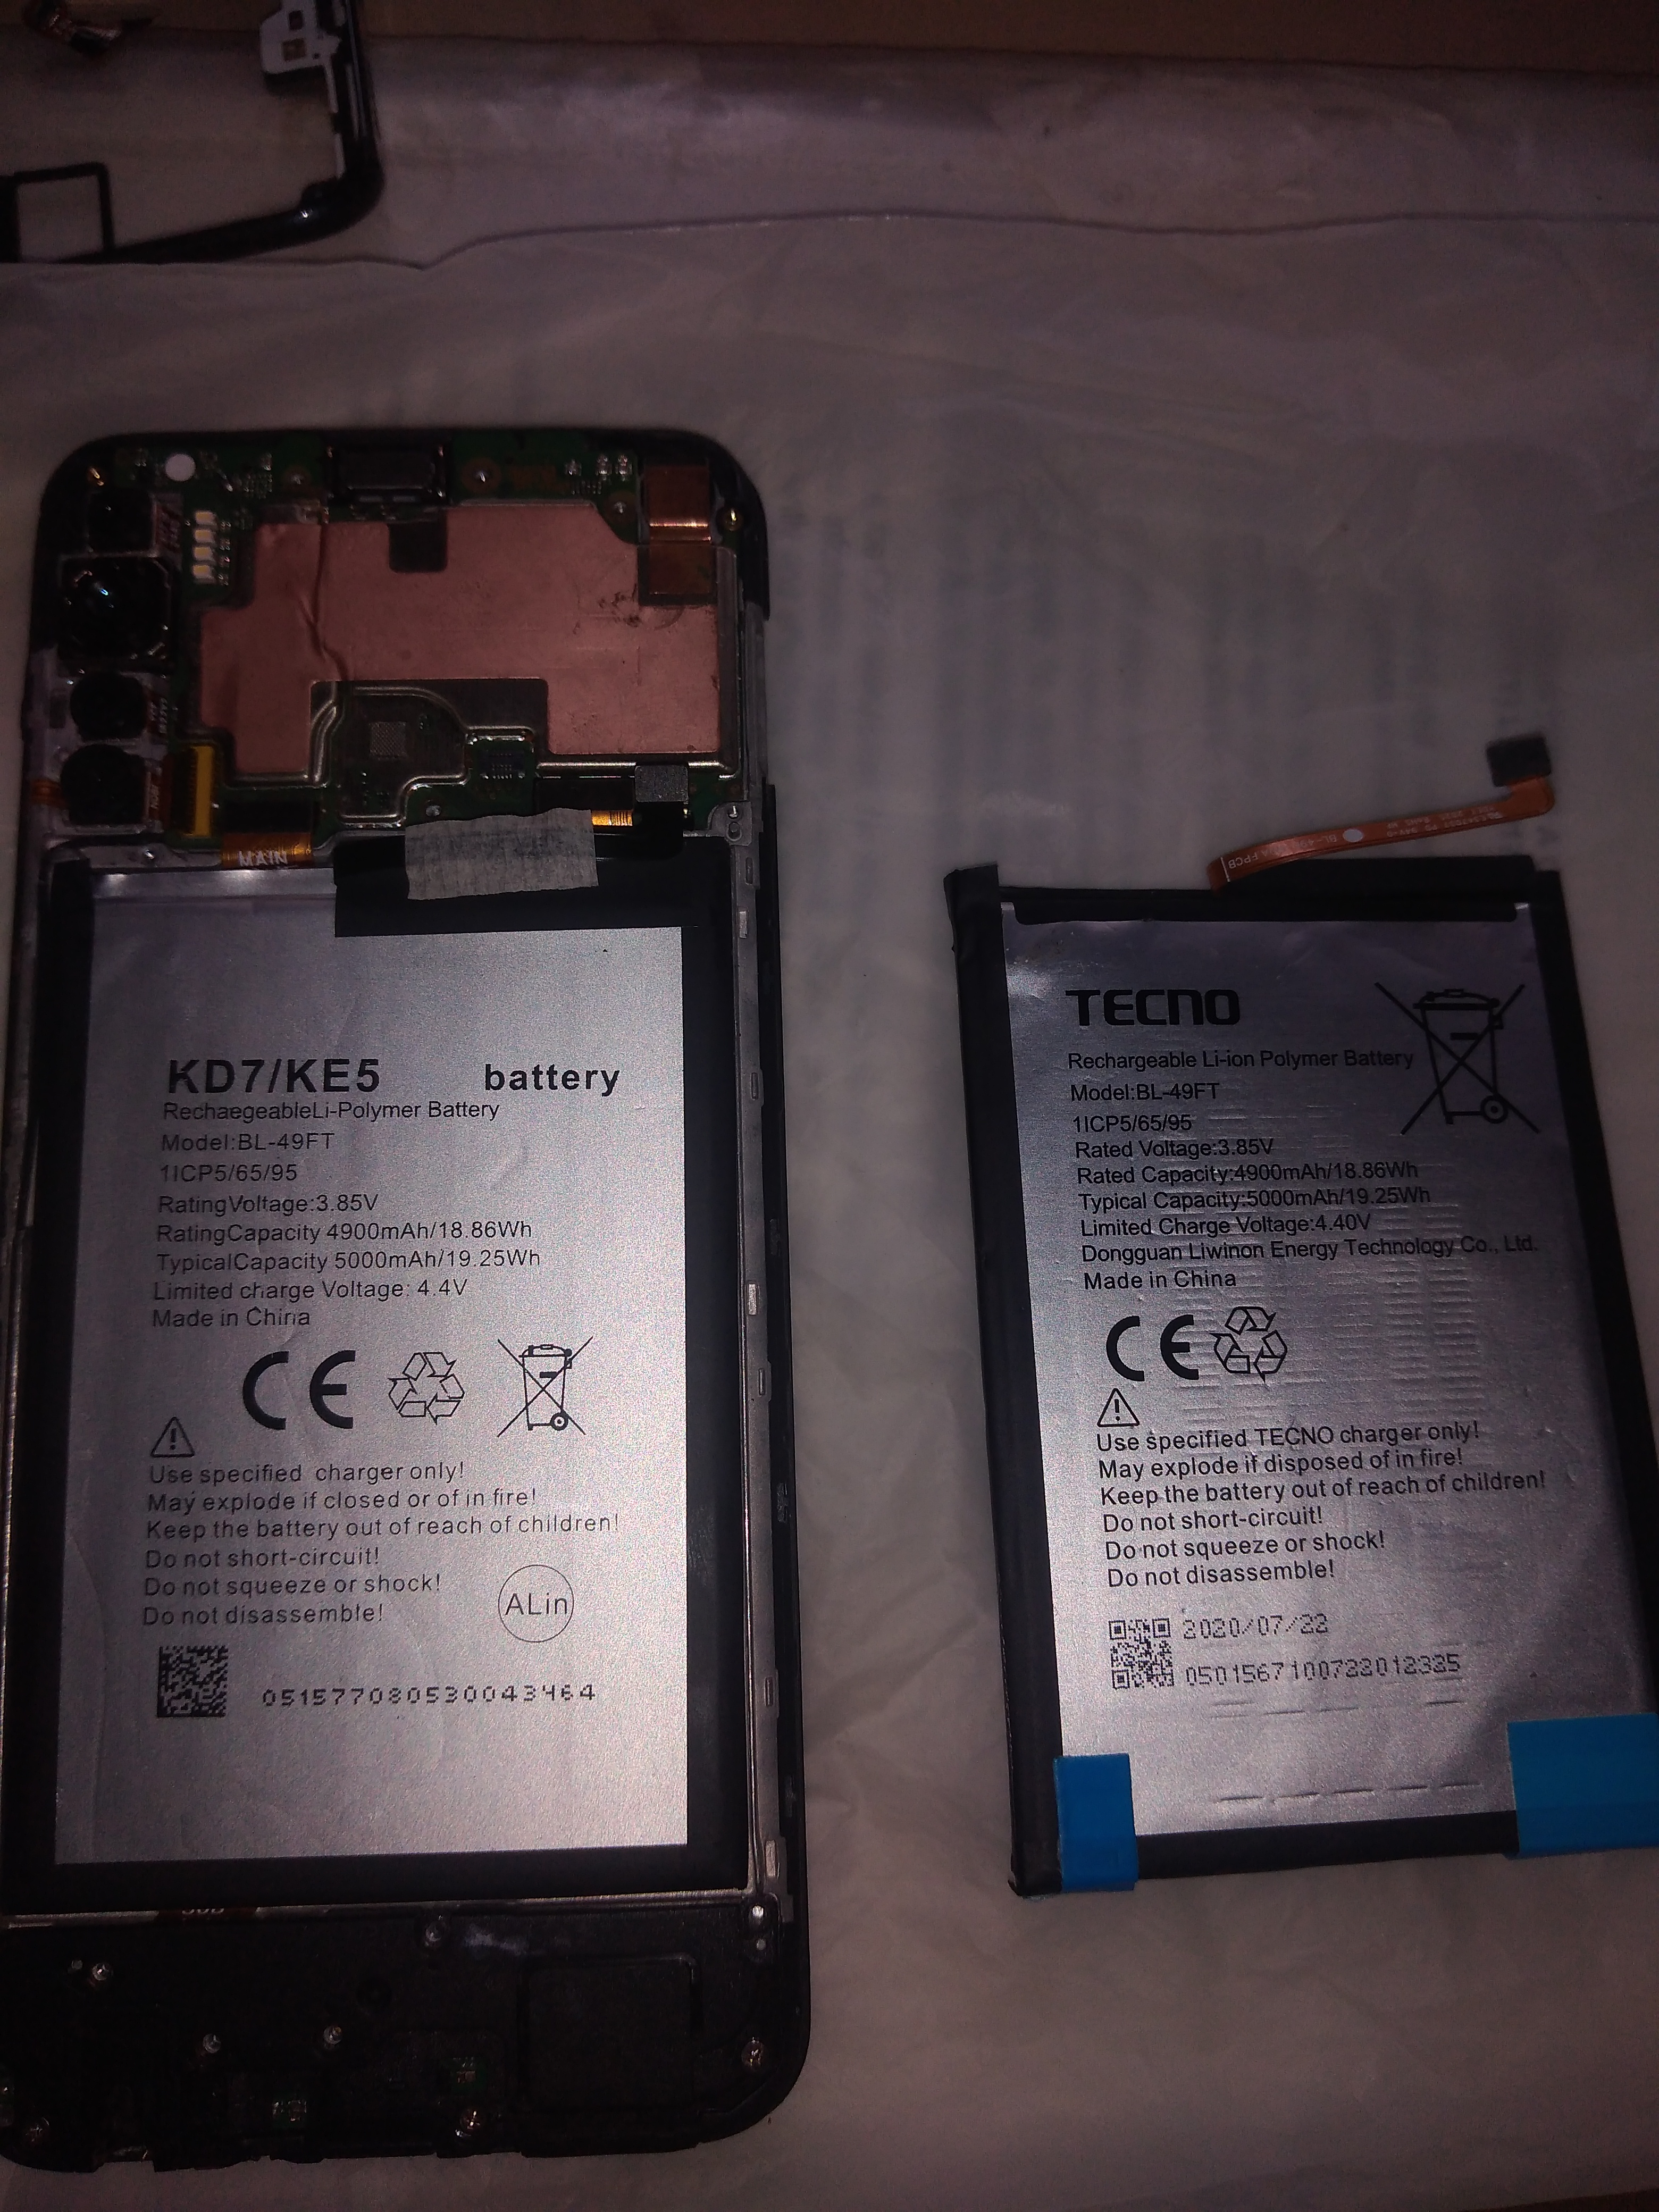 MAIN
KD7/KE5 battery
RechaegeableLi-Polymer Battery
Model:BL-49FT
1ICP5/65/95
RatingVoltage:3.85V
RatingCapacity 4900mAh/18.86Wh
TypicalCapacity 5000mAh/19.25Wh
Limited charge Voltage: 4.4V
Made in China
CE
Use specified charger only!
May explode if closed or of in fire!
Keep the battery out of reach of children!
Do not short-circuit!
Do not squeeze or shock!
Do not disassemble!
ALin
051577080530043464
FPCB
TECNO
Rechargeable Li-ion Polymer Battery
Model:BL-49FT
1ICP5/65/95
Rated Voltage:3.85V
Rated Capacity:4900mAh/18.86Wh
Typical Capacity:5000mAh/19.25Wh
Limited Charge Voltage:4.40V
Dongguan Liwinon Energy Technology Co., Ltd.
Made in China
CE
Use specified TECNO charger only!
May explode if disposed of in fire!
Keep the battery out of reach of children!
Do not short-circuit!
Do not squeeze or shock!
Do not disassemble!
2020/07/22
0501567100722012325